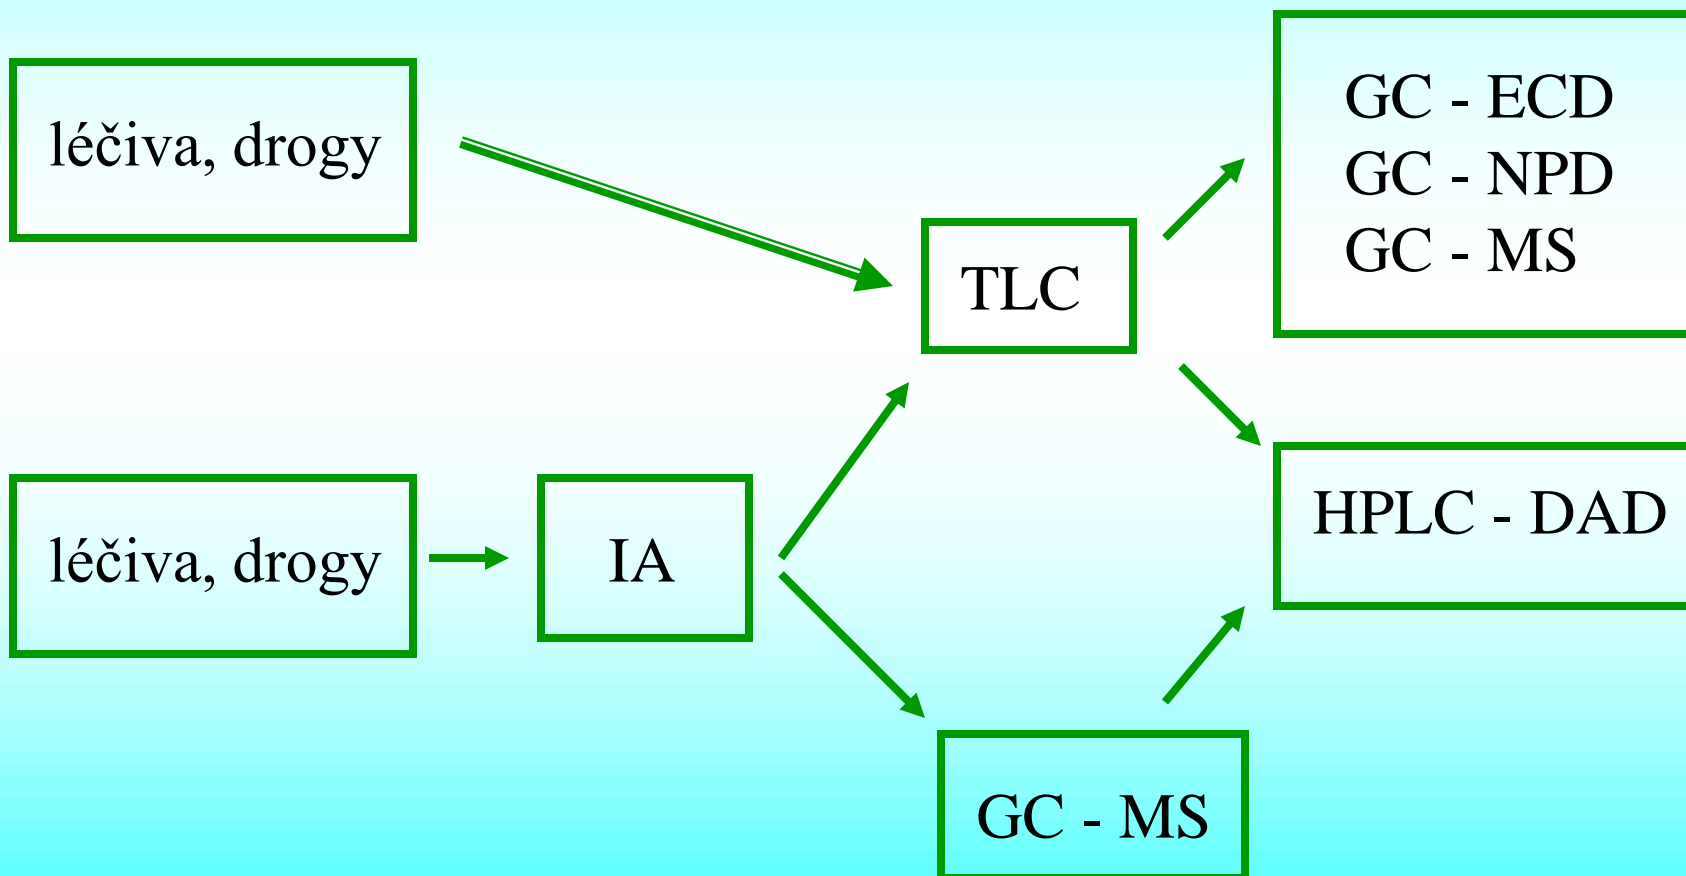 léčiva, drogy
TLC
GC - ECD
GC - NPD
GC - MS
léčiva, drogy
IA
HPLC - DAD
GC - MS